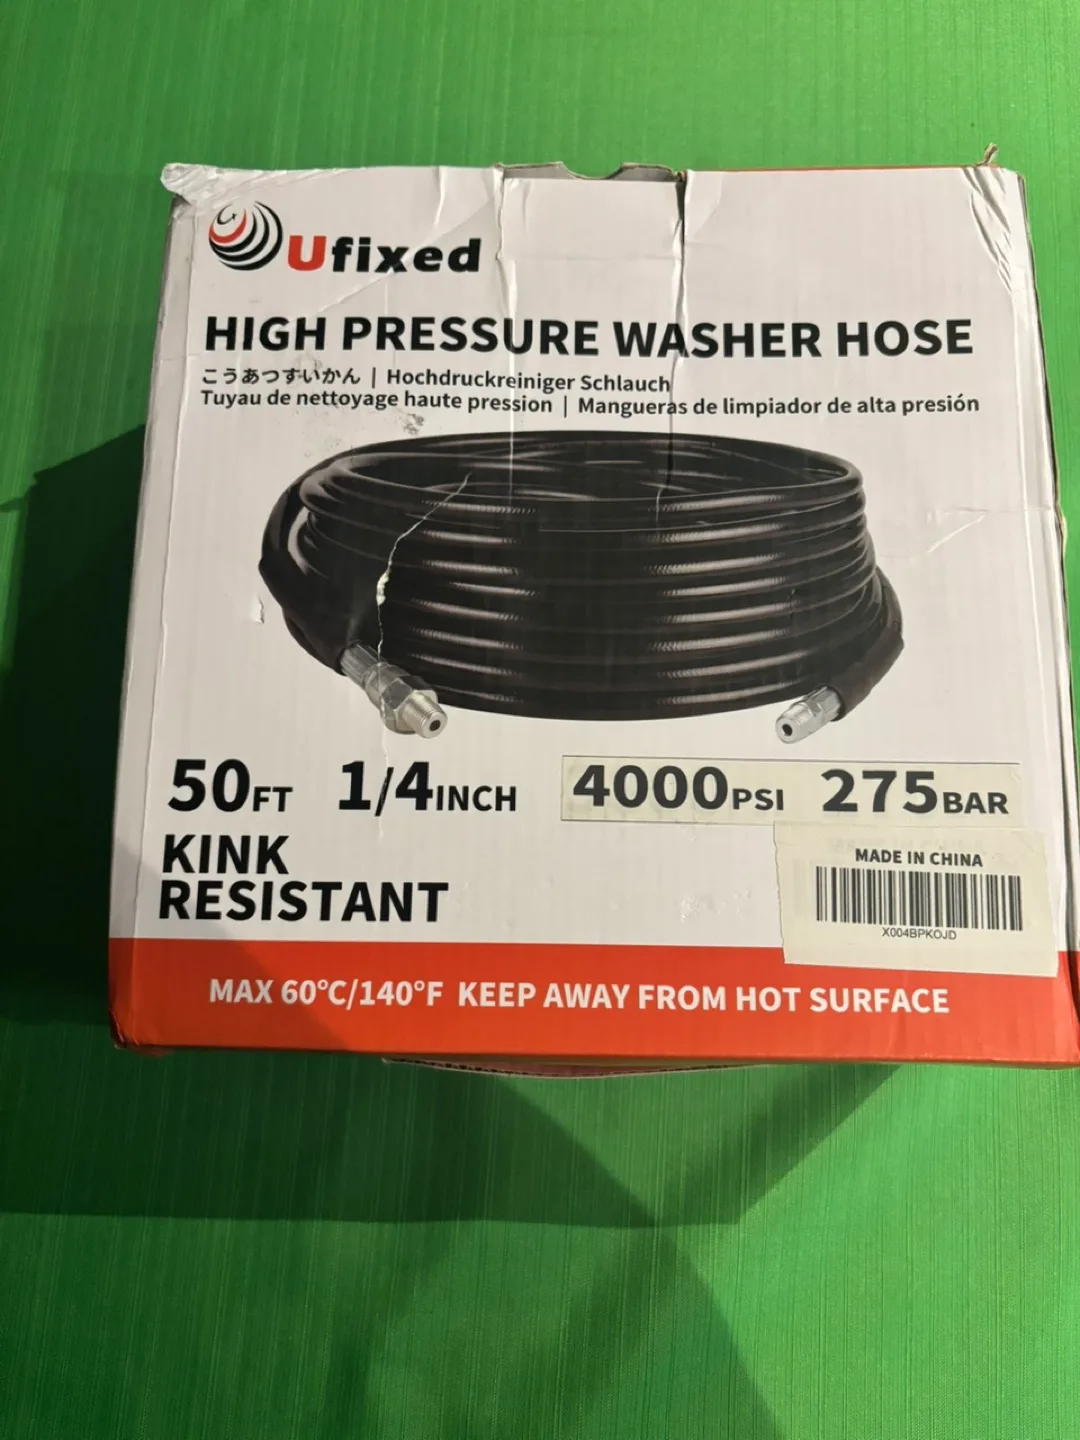 Ufixed
HIGH PRESSURE WASHER HOSE
こうあつすいかん | Hochdruckreiniger Schlauch
Tuyau de nettoyage haute pression | Mangueras de limpiador de alta presión
50FT 1/4INCH 4000PSI 275BAR
KINK
RESISTANT
MADE IN CHINA
X004BPKOJD
MAX 60°C/140°F KEEP AWAY FROM HOT SURFACE